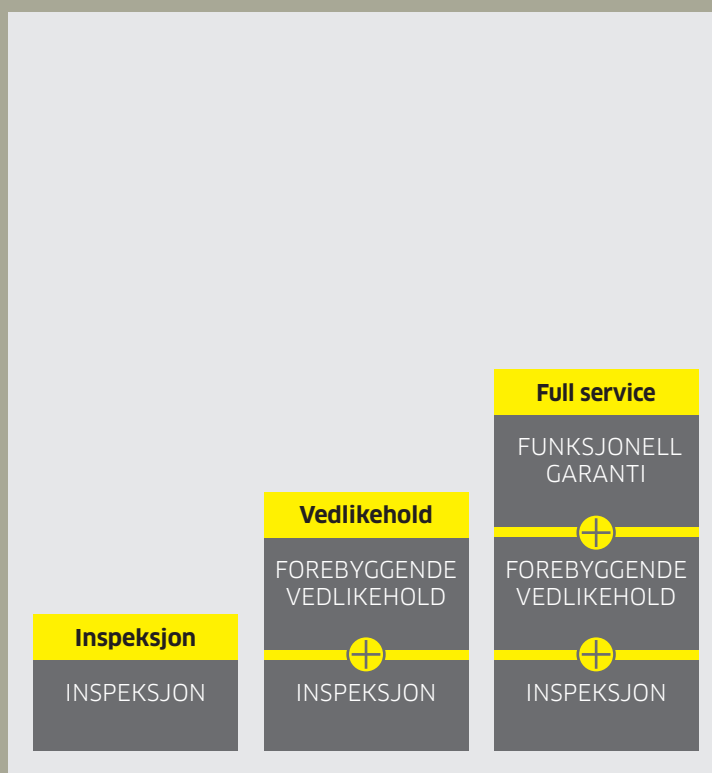 Inspeksjon
INSPEKSJON
Vedlikehold
FOREBYGGENDE
VEDLIKEHOLD
INSPEKSJON
Full service
FUNKSJONELL
GARANTI
FOREBYGGENDE
VEDLIKEHOLD
INSPEKSJON